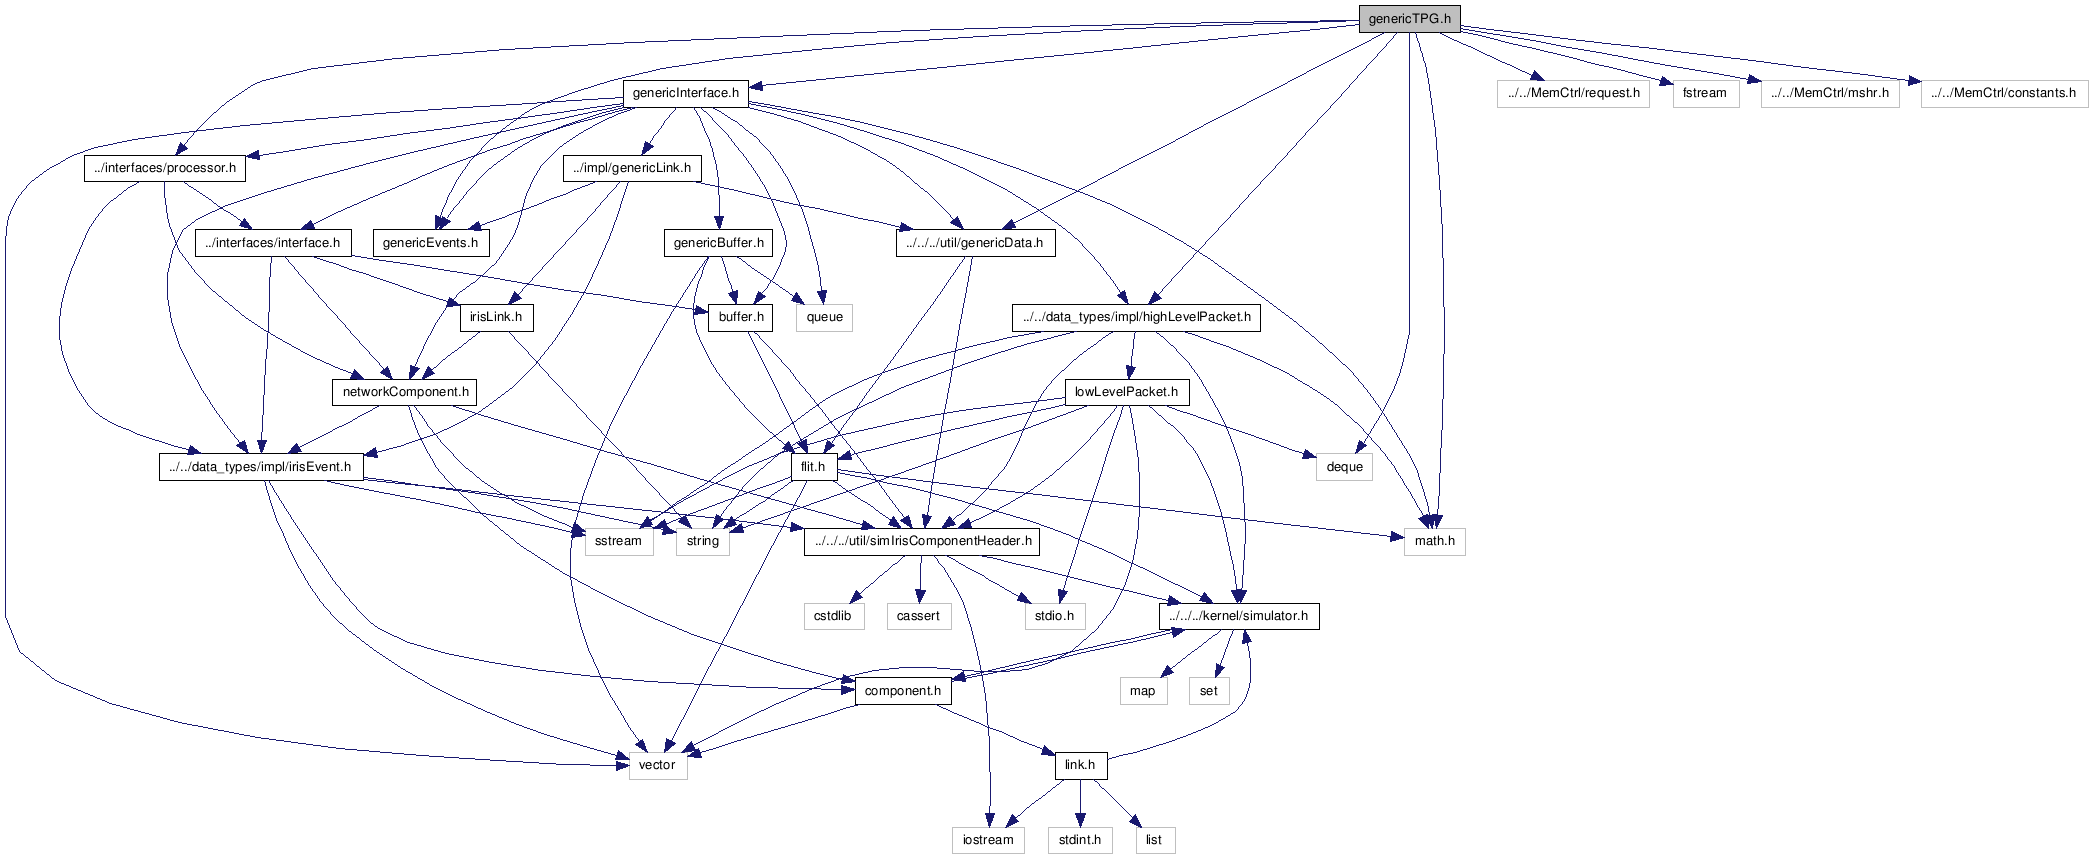 genericTPG.h
genericInterface.h
../../MemCtrl/request.h
fstream
../../MemCtrl/mshr.h
../../MemCtrl/constants.h
../interfaces/processor.h
../impl/genericLink.h
../interfaces/interface.h
genericEvents.h
genericBuffer.h
../../../util/genericData.h
irisLink.h
buffer.h
queue
../../data_types/impl/highLevelPacket.h
networkComponent.h
lowLevelPacket.h
../../data_types/impl/irisEvent.h
flit.h
deque
sstream
string
../../../util/simIrisComponentHeader.h
math.h
cstdlib
cassert
stdio.h
../../../kernel/simulator.h
component.h
map
set
vector
link.h
iostream
stdint.h
list